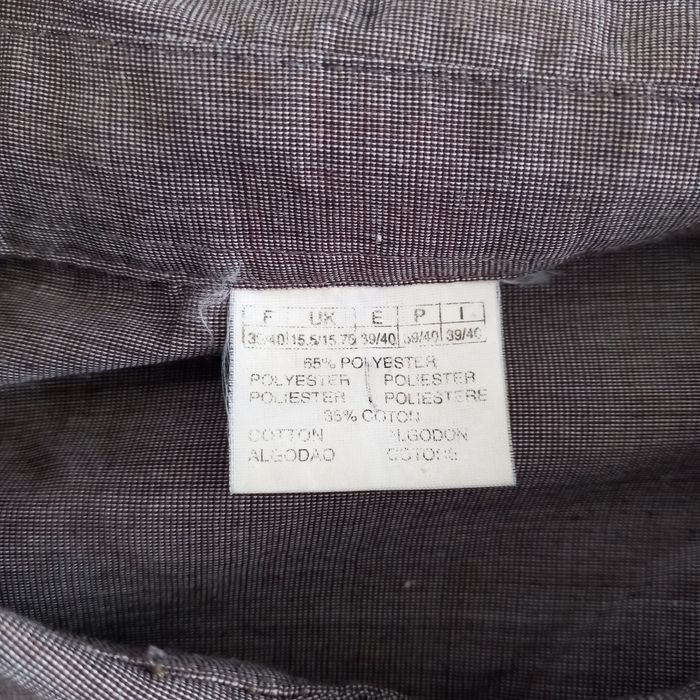 F UK E P I
39/40 15.5/15.75 39/40 39/40 39/40
65% POLYESTER
POLYESTER POLIESTER
POLIESTER POLIESTERE
35% COTON
COTTON ALGODON
ALGODAO COTONE